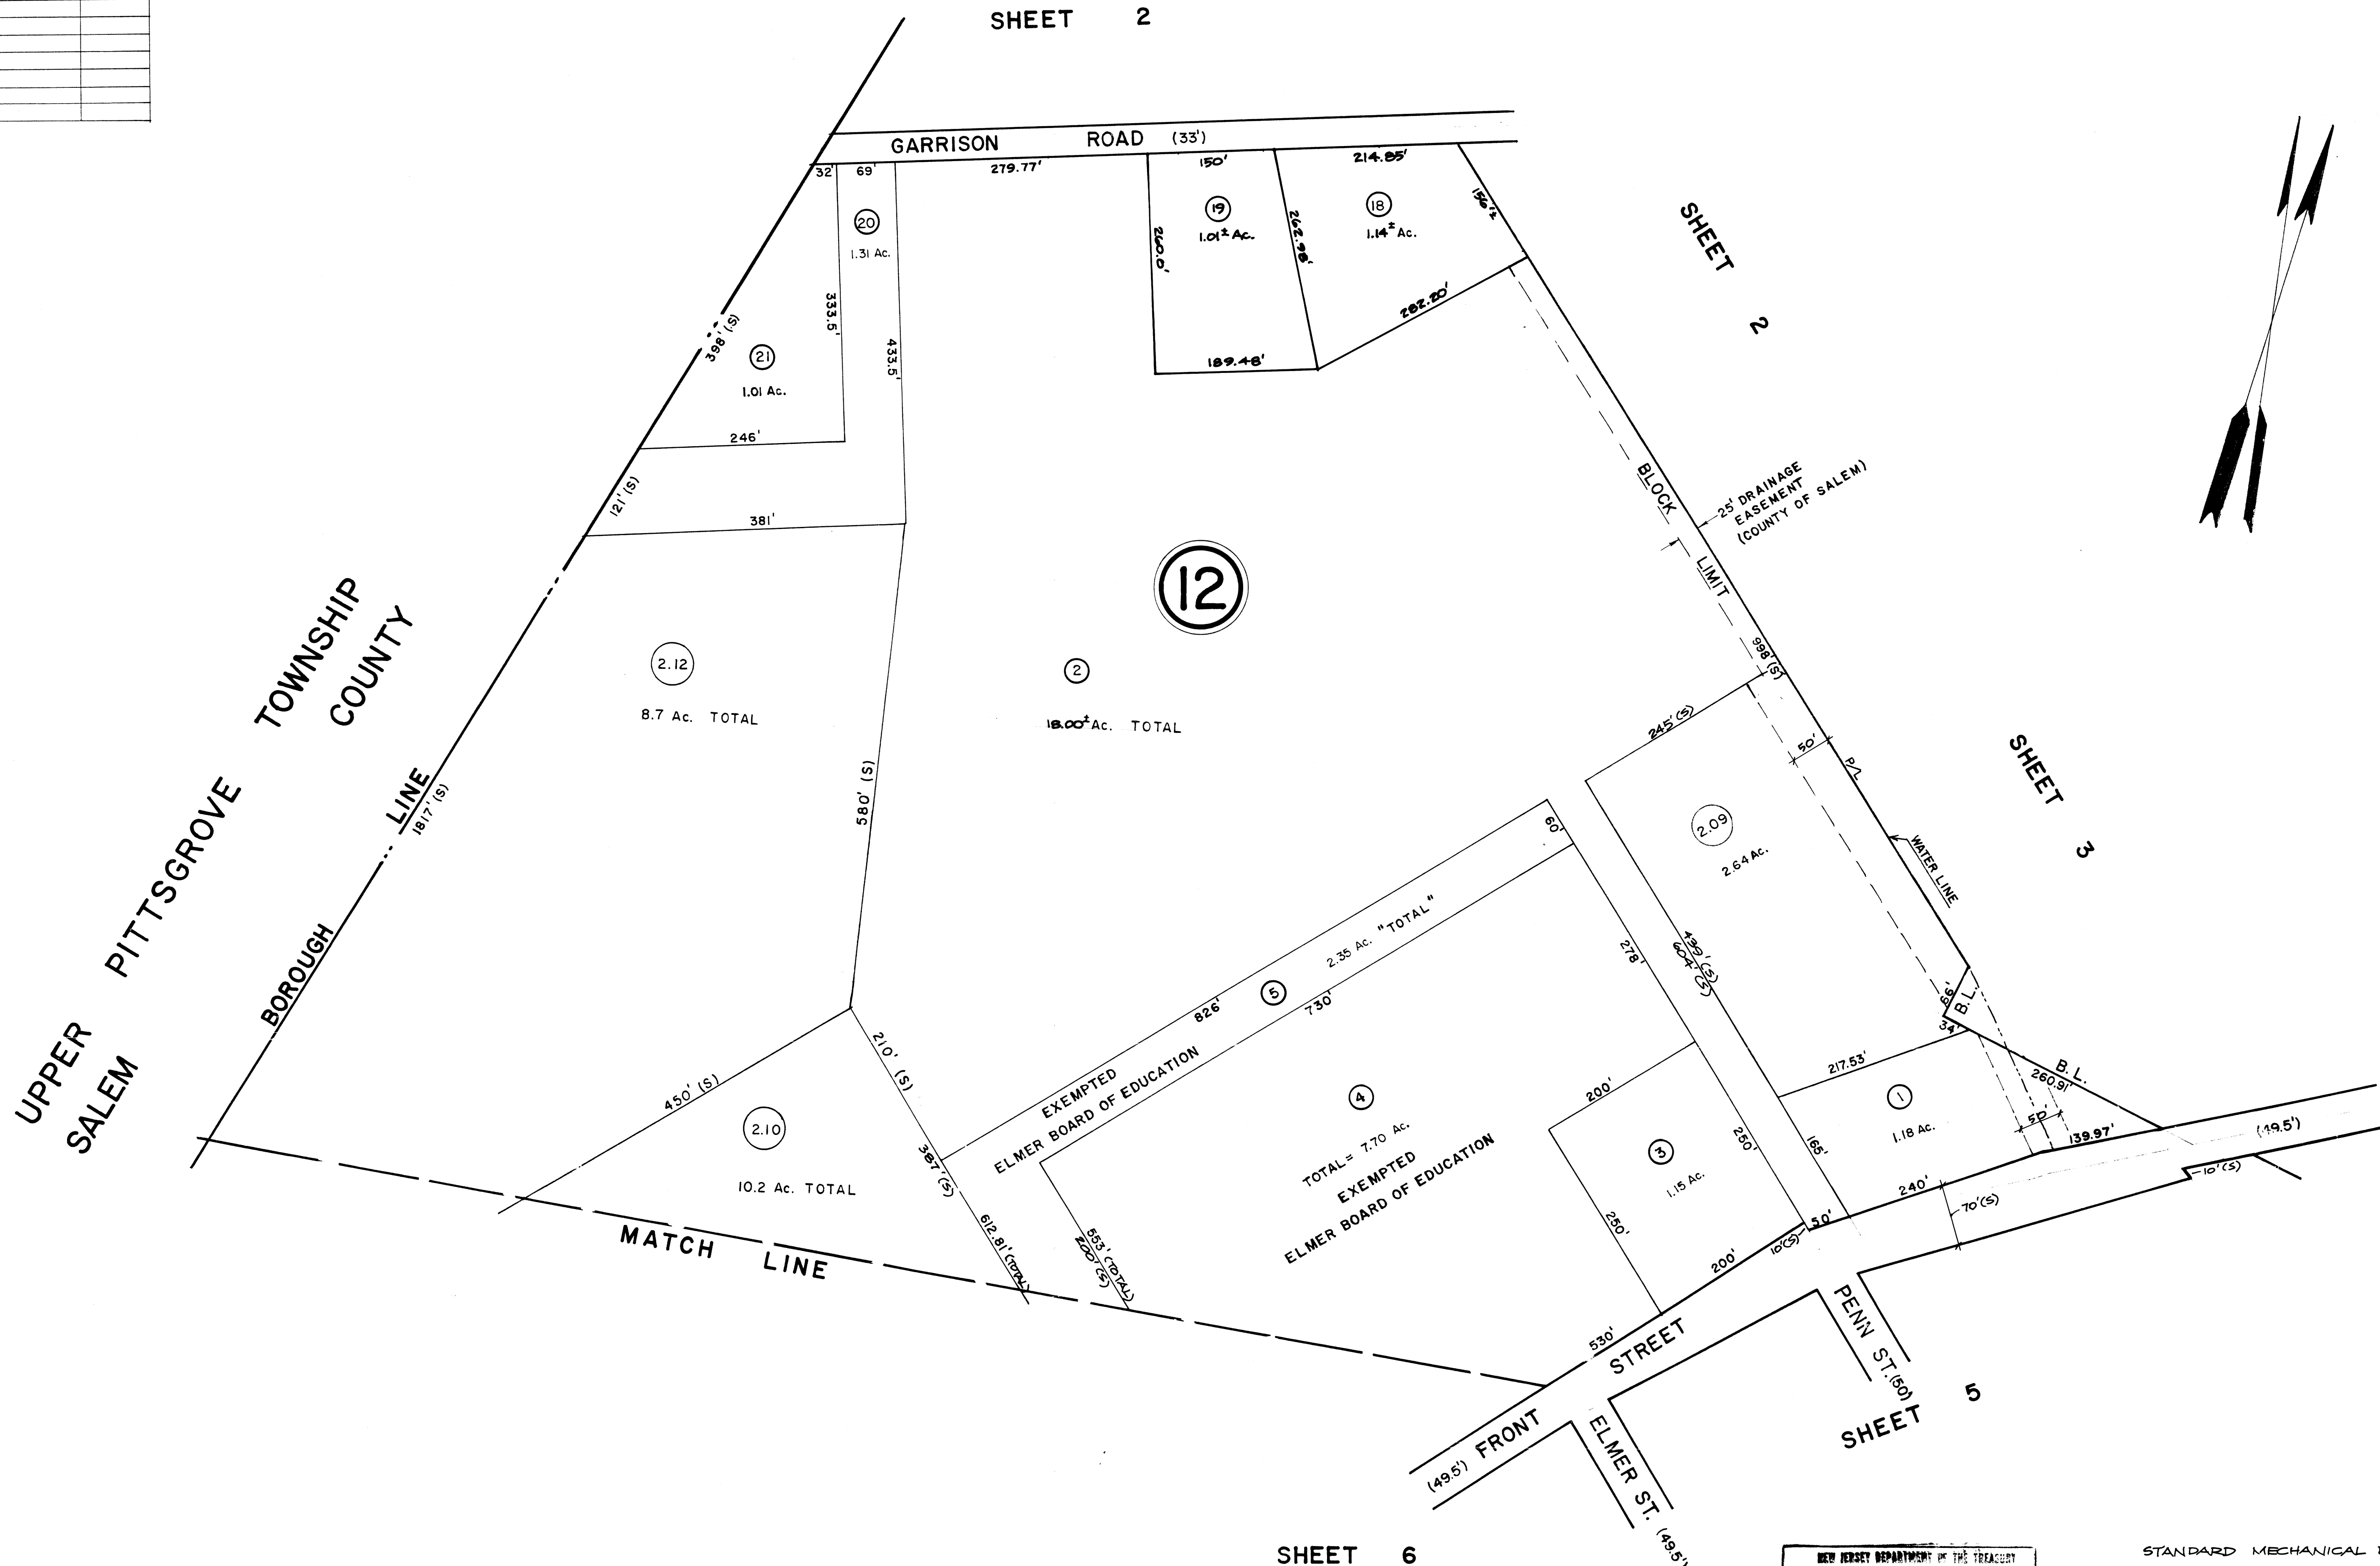 SHEET 2
GARRISON ROAD (33')
32'
69'
279.77'
150'
214.85'
156'±
20
1.31 Ac.
19
1.01± Ac.
18
1.14± Ac.
260.0'
262.98'
282.20'
189.48'
333.5'
433.5'
398' (S)
21
1.01 Ac.
246'
121' (S)
381'
SHEET 2
BLOCK LIMIT
25' DRAINAGE
EASEMENT
(COUNTY OF SALEM)
12
2.12
8.7 Ac. TOTAL
2
18.00± Ac. TOTAL
998' (S)
245' (S)
50'
P/L
SHEET 3
UPPER PITTSGROVE TOWNSHIP
SALEM COUNTY
BOROUGH LINE
1817' (S)
580' (S)
2.09
2.64 Ac.
WATER LINE
60'
826'
5
2.35 Ac. "TOTAL"
730'
EXEMPTED
ELMER BOARD OF EDUCATION
278'
439' (S)
604' (S)
66'
B.L.
34'
B.L.
260.91'
217.53'
1
1.18 Ac.
50'
139.97'
(49.5')
10'(S)
210' (S)
450' (S)
2.10
10.2 Ac. TOTAL
387' (S)
612.81' (TOTAL)
553' (TOTAL)
200' (S)
4
TOTAL = 7.70 Ac.
EXEMPTED
ELMER BOARD OF EDUCATION
200'
3
1.15 Ac.
250'
250'
165'
240'
70'(S)
50'
10'(S)
200'
530'
MATCH LINE
(49.5') FRONT STREET
PENN ST. (50')
ELMER ST. (49.5')
SHEET 5
SHEET 6
NEW JERSEY DEPARTMENT OF THE TREASURY
STANDARD MECHANICAL